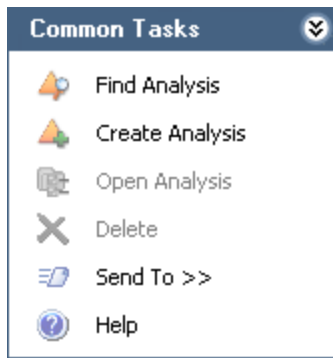 Common Tasks
Find Analysis
Create Analysis
Open Analysis
Delete
Send To >>
Help